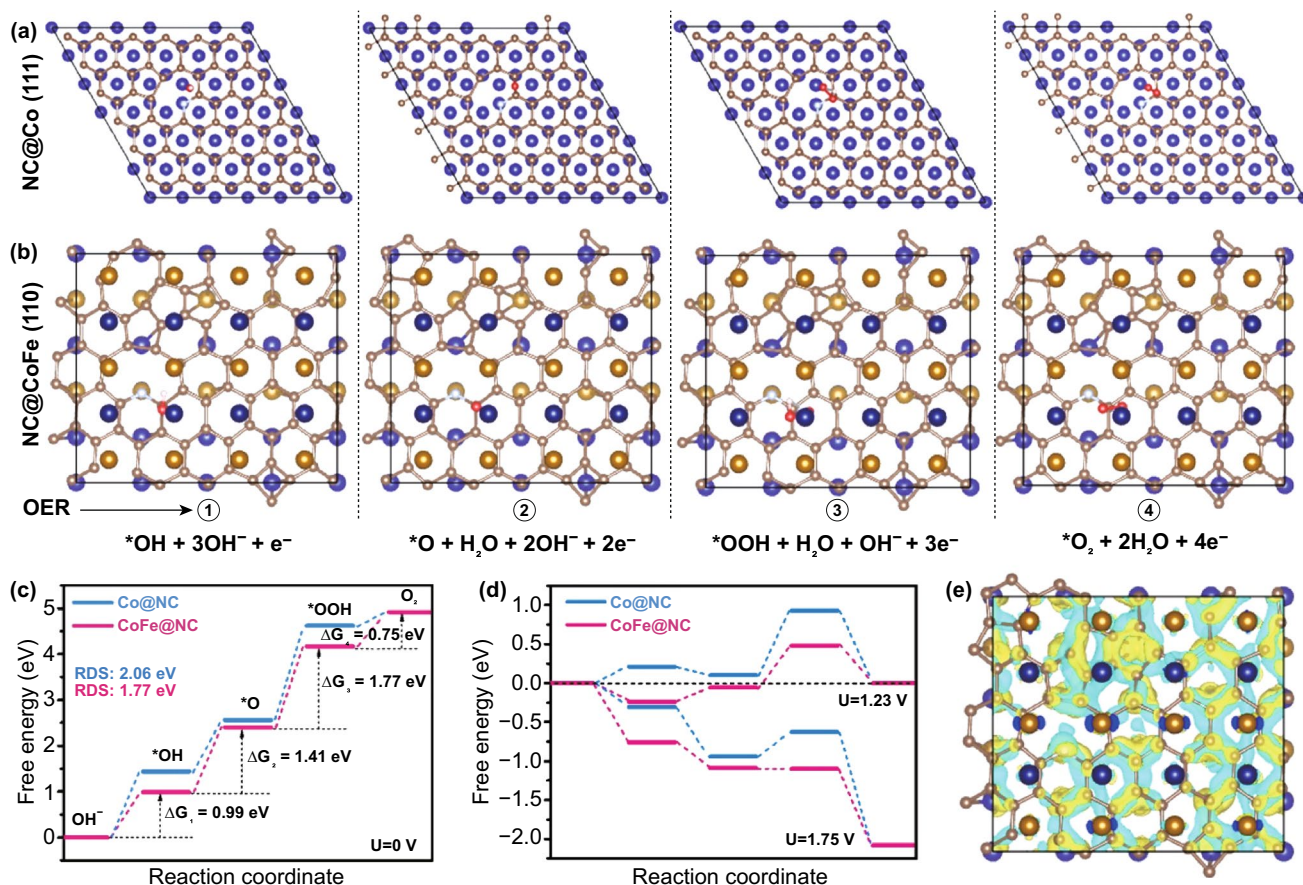 (a)
NC@Co (111)
(b)
NC@CoFe (110)
OER
①
②
③
④
*OH + 3OH⁻ + e⁻
*O + H₂O + 2OH⁻ + 2e⁻
*OOH + H₂O + OH⁻ + 3e⁻
*O₂ + 2H₂O + 4e⁻
(c)
Free energy (eV)
5
4
3
2
1
0
Co@NC
CoFe@NC
RDS: 2.06 eV
RDS: 1.77 eV
OH⁻
*OH
*O
*OOH
O₂
ΔG₄ = 0.75 eV
ΔG₃ = 1.77 eV
ΔG₂ = 1.41 eV
ΔG₁ = 0.99 eV
U=0 V
Reaction coordinate
(d)
Free energy (eV)
1.0
0.5
0.0
−0.5
−1.0
−1.5
−2.0
Co@NC
CoFe@NC
U=1.23 V
U=1.75 V
Reaction coordinate
(e)